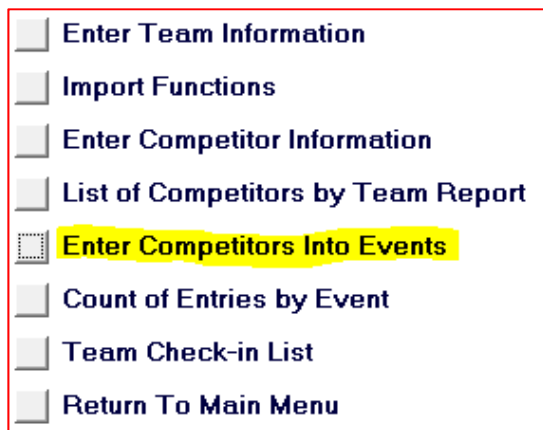 Enter Team Information
Import Functions
Enter Competitor Information
List of Competitors by Team Report
Enter Competitors Into Events
Count of Entries by Event
Team Check-in List
Return To Main Menu